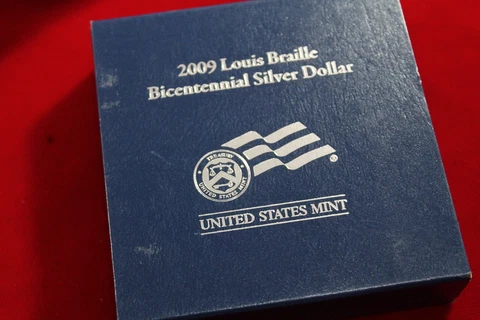 2009 Louis Braille
Bicentennial Silver Dollar
UNITED STATES MINT